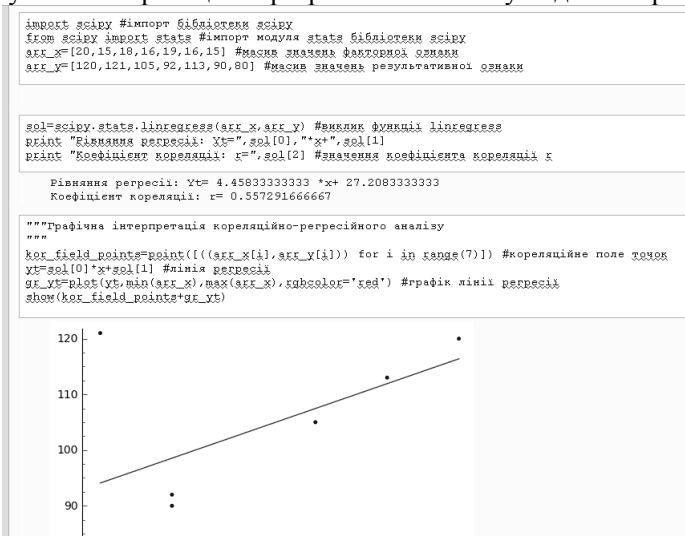 import scipy #імпорт бібліотеки scipy
from scipy import stats #імпорт модуля stats бібліотеки scipy
arr_x=[20,15,18,16,19,16,15] #масив значень факторної ознаки
arr_y=[120,121,105,92,113,90,80] #масив значень результативної ознаки
sol=scipy.stats.linregress(arr_x,arr_y) #виклик функції linregress
print "Рівняння регресії: Yt=",sol[0],"*x+",sol[1]
print "Коефіцієнт кореляції: r=",sol[2] #значення коефіцієнта кореляції r
Рівняння регресії: Yt= 4.45833333333 *x+ 27.2083333333
Коефіцієнт кореляції: r= 0.557291666667
"""Графічна інтерпретація кореляційно-регресійного аналізу
"""
kor_field_points=point([((arr_x[i],arr_y[i])) for i in range(7)]) #кореляційне поле точок
yt=sol[0]*x+sol[1] #лінія регресії
gr_yt=plot(yt,min(arr_x),max(arr_x),rgbcolor='red') #графік лінії регресії
show(kor_field_points+gr_yt)
120
110
100
90